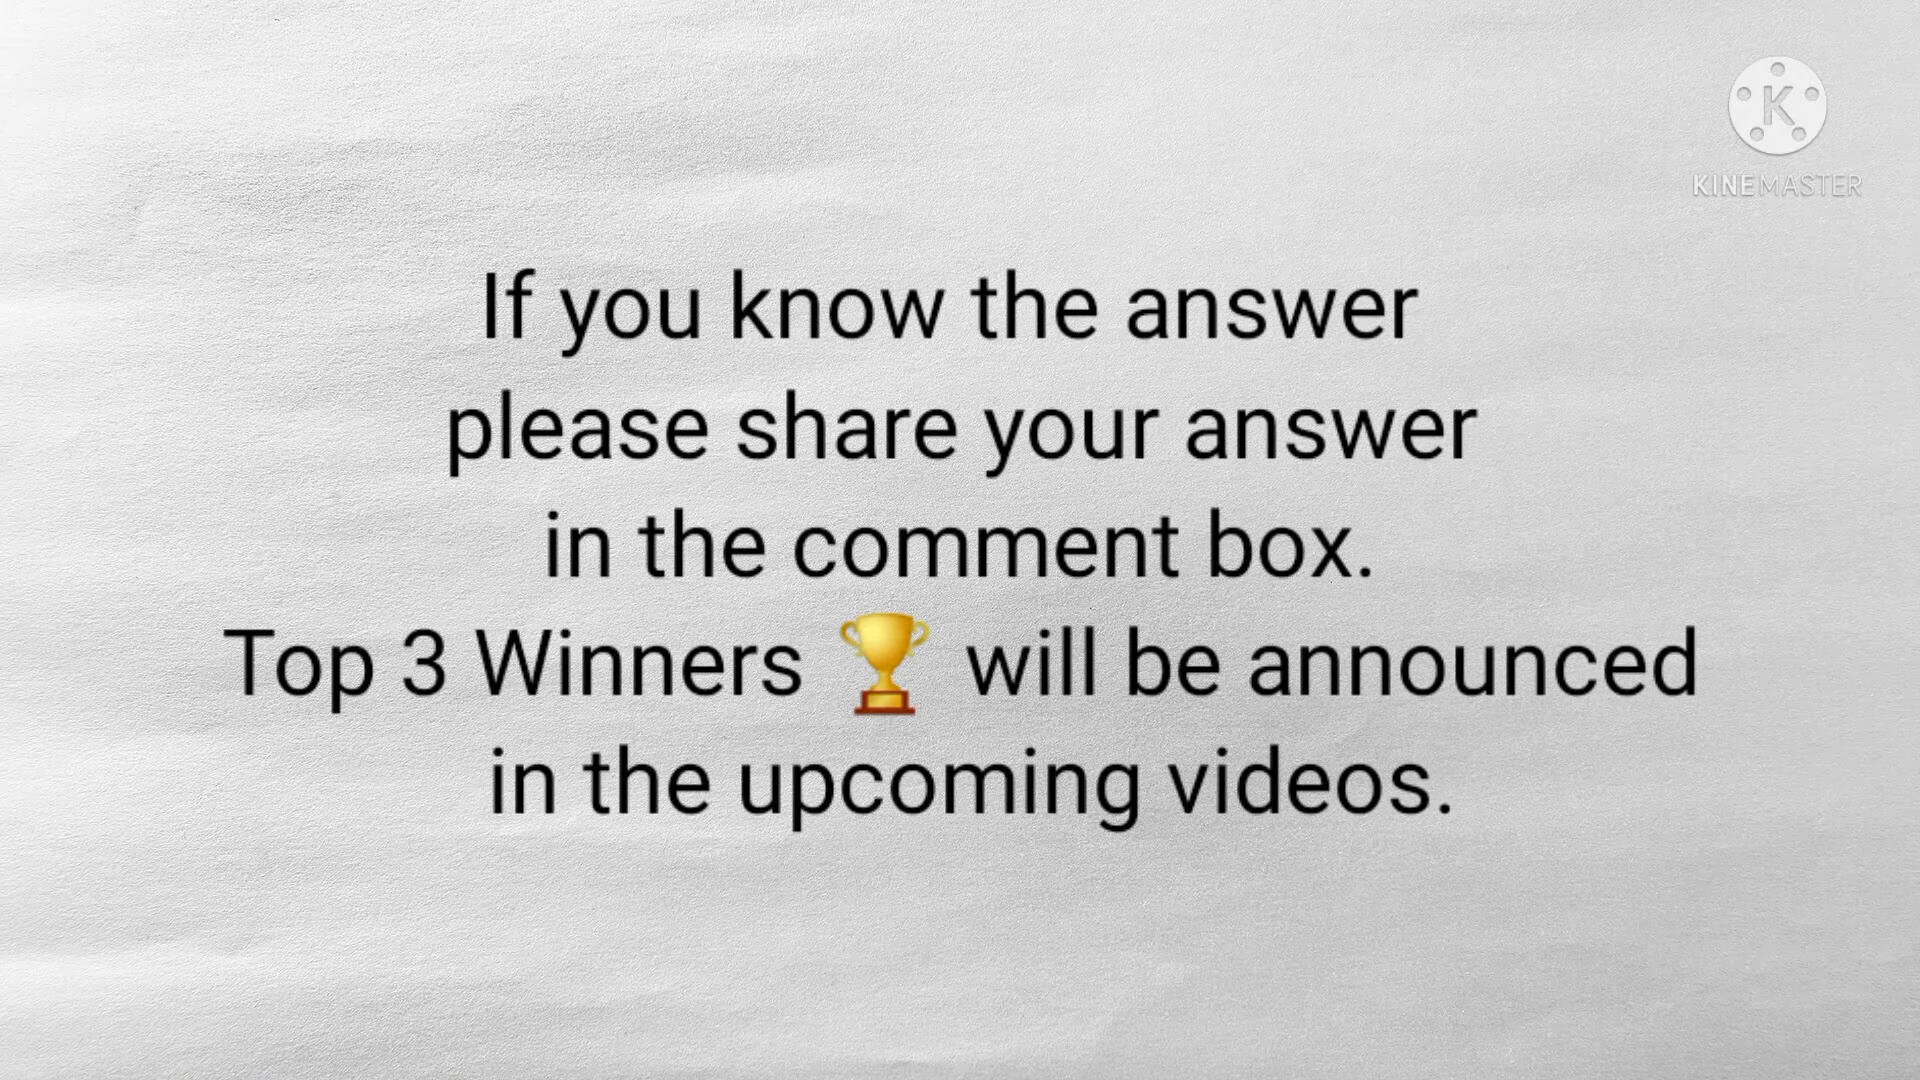 K
KINEMASTER
If you know the answer
please share your answer
in the comment box.
Top 3 Winners 🏆 will be announced
in the upcoming videos.